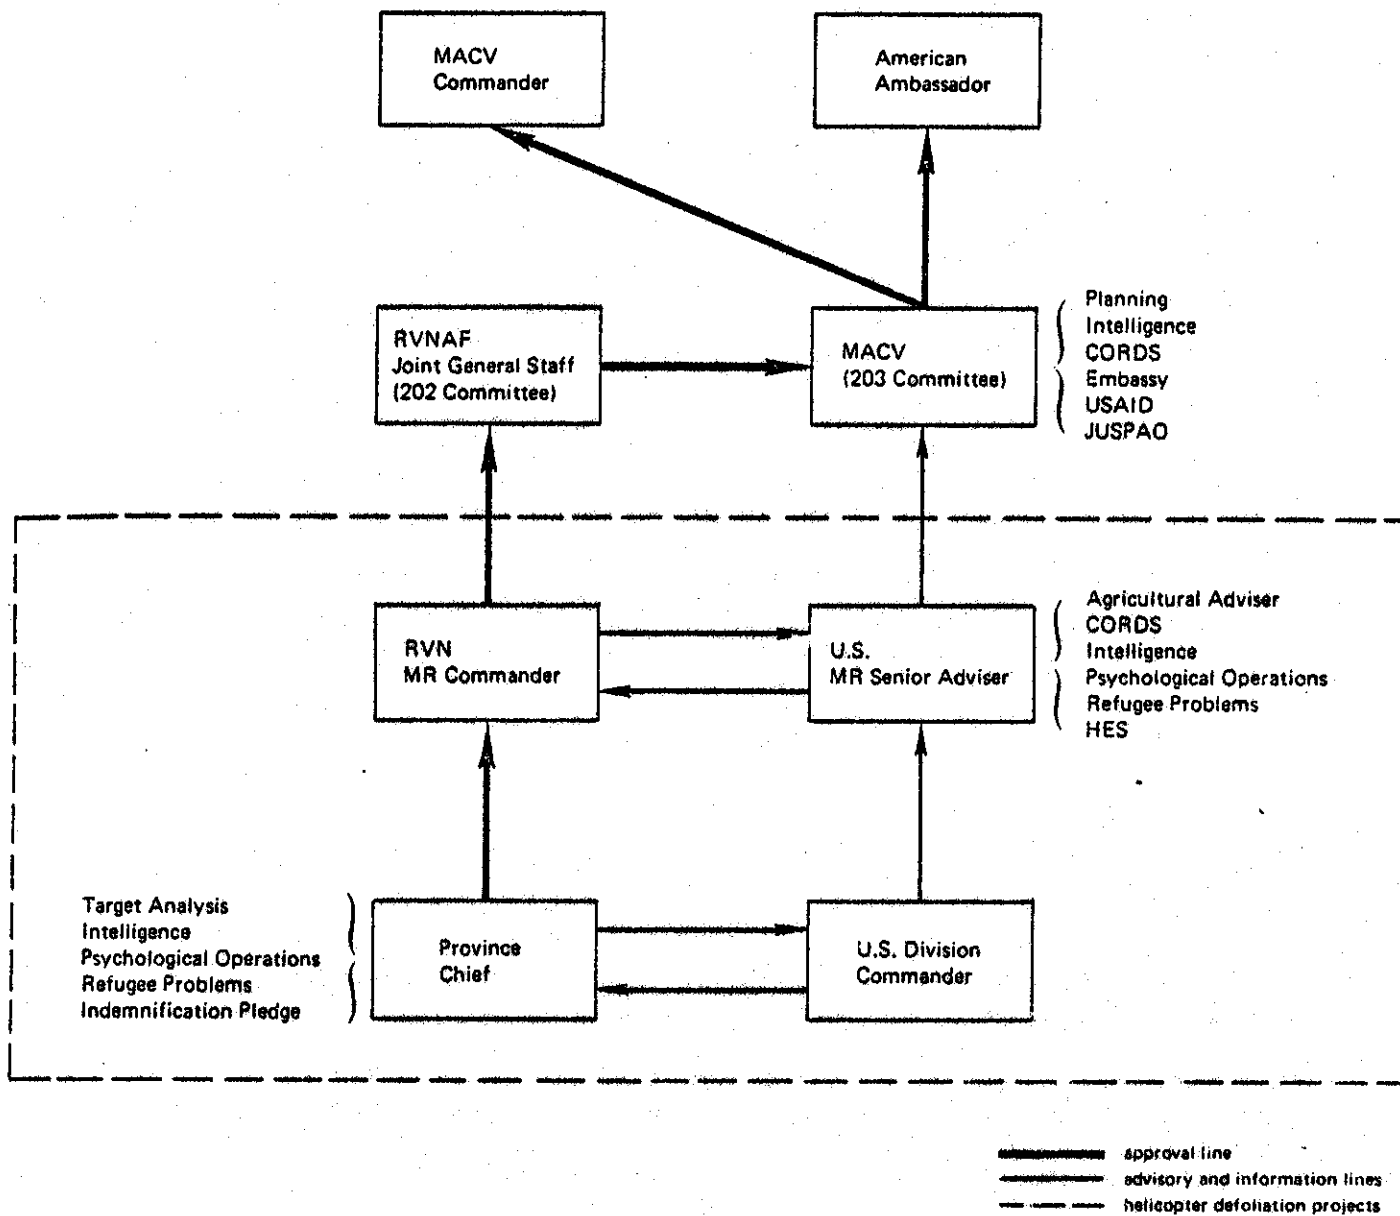 MACV
Commander
American
Ambassador
RVNAF
Joint General Staff
(202 Committee)
MACV
(203 Committee)
Planning
Intelligence
CORDS
Embassy
USAID
JUSPAO
RVN
MR Commander
U.S.
MR Senior Adviser
Agricultural Adviser
CORDS
Intelligence
Psychological Operations
Refugee Problems
HES
Target Analysis
Intelligence
Psychological Operations
Refugee Problems
Indemnification Pledge
Province
Chief
U.S. Division
Commander
approval line
advisory and information lines
helicopter defoliation projects